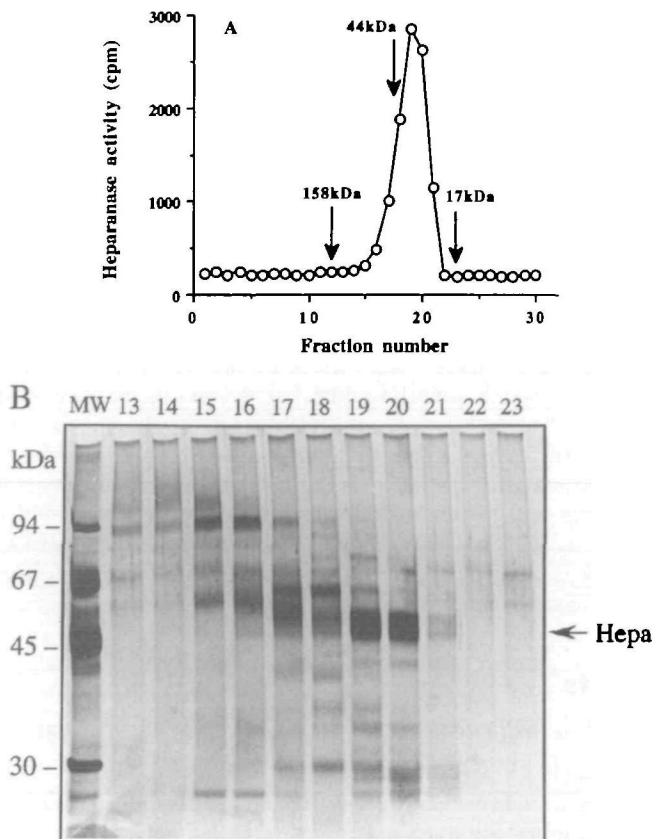 A
Heparanase activity (cpm)
3000
2000
1000
0
44kDa
158kDa
17kDa
0 10 20 30
Fraction number
B
MW 13 14 15 16 17 18 19 20 21 22 23
kDa
94
67
45
30
Hepa